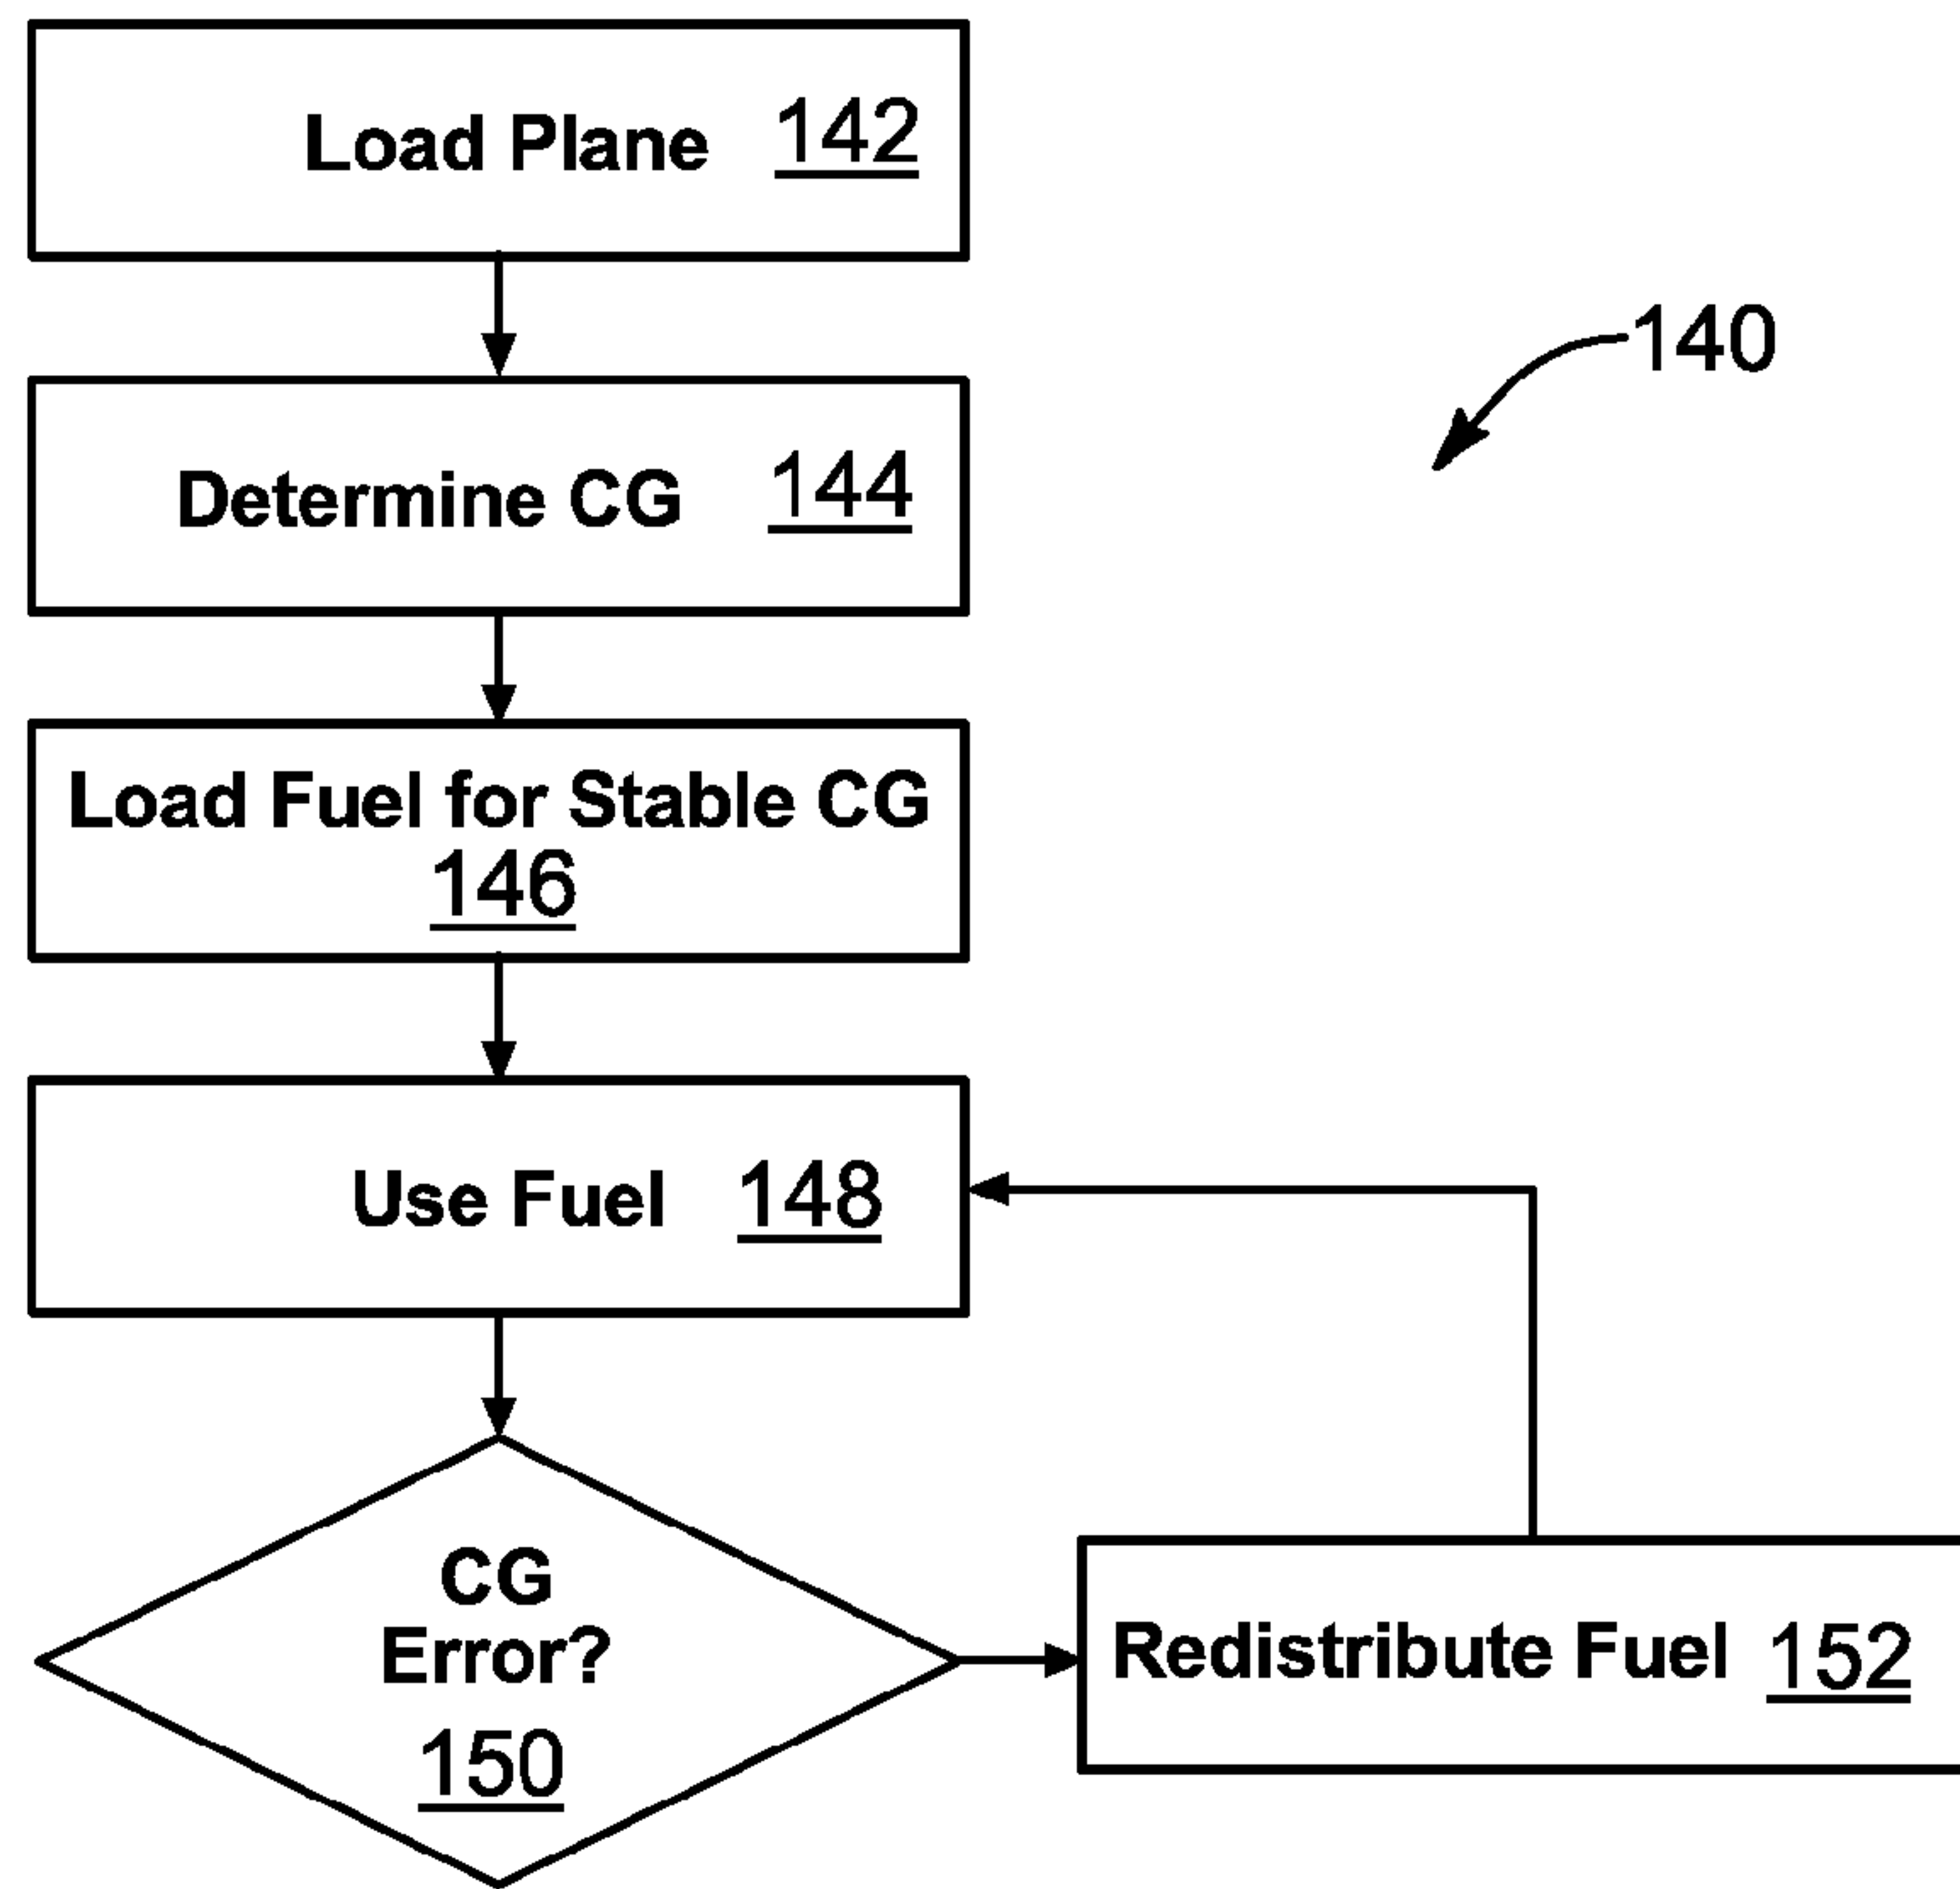 Load Plane 142
140
Determine CG 144
Load Fuel for Stable CG
146
Use Fuel 148
CG
Error?
150
Redistribute Fuel 152